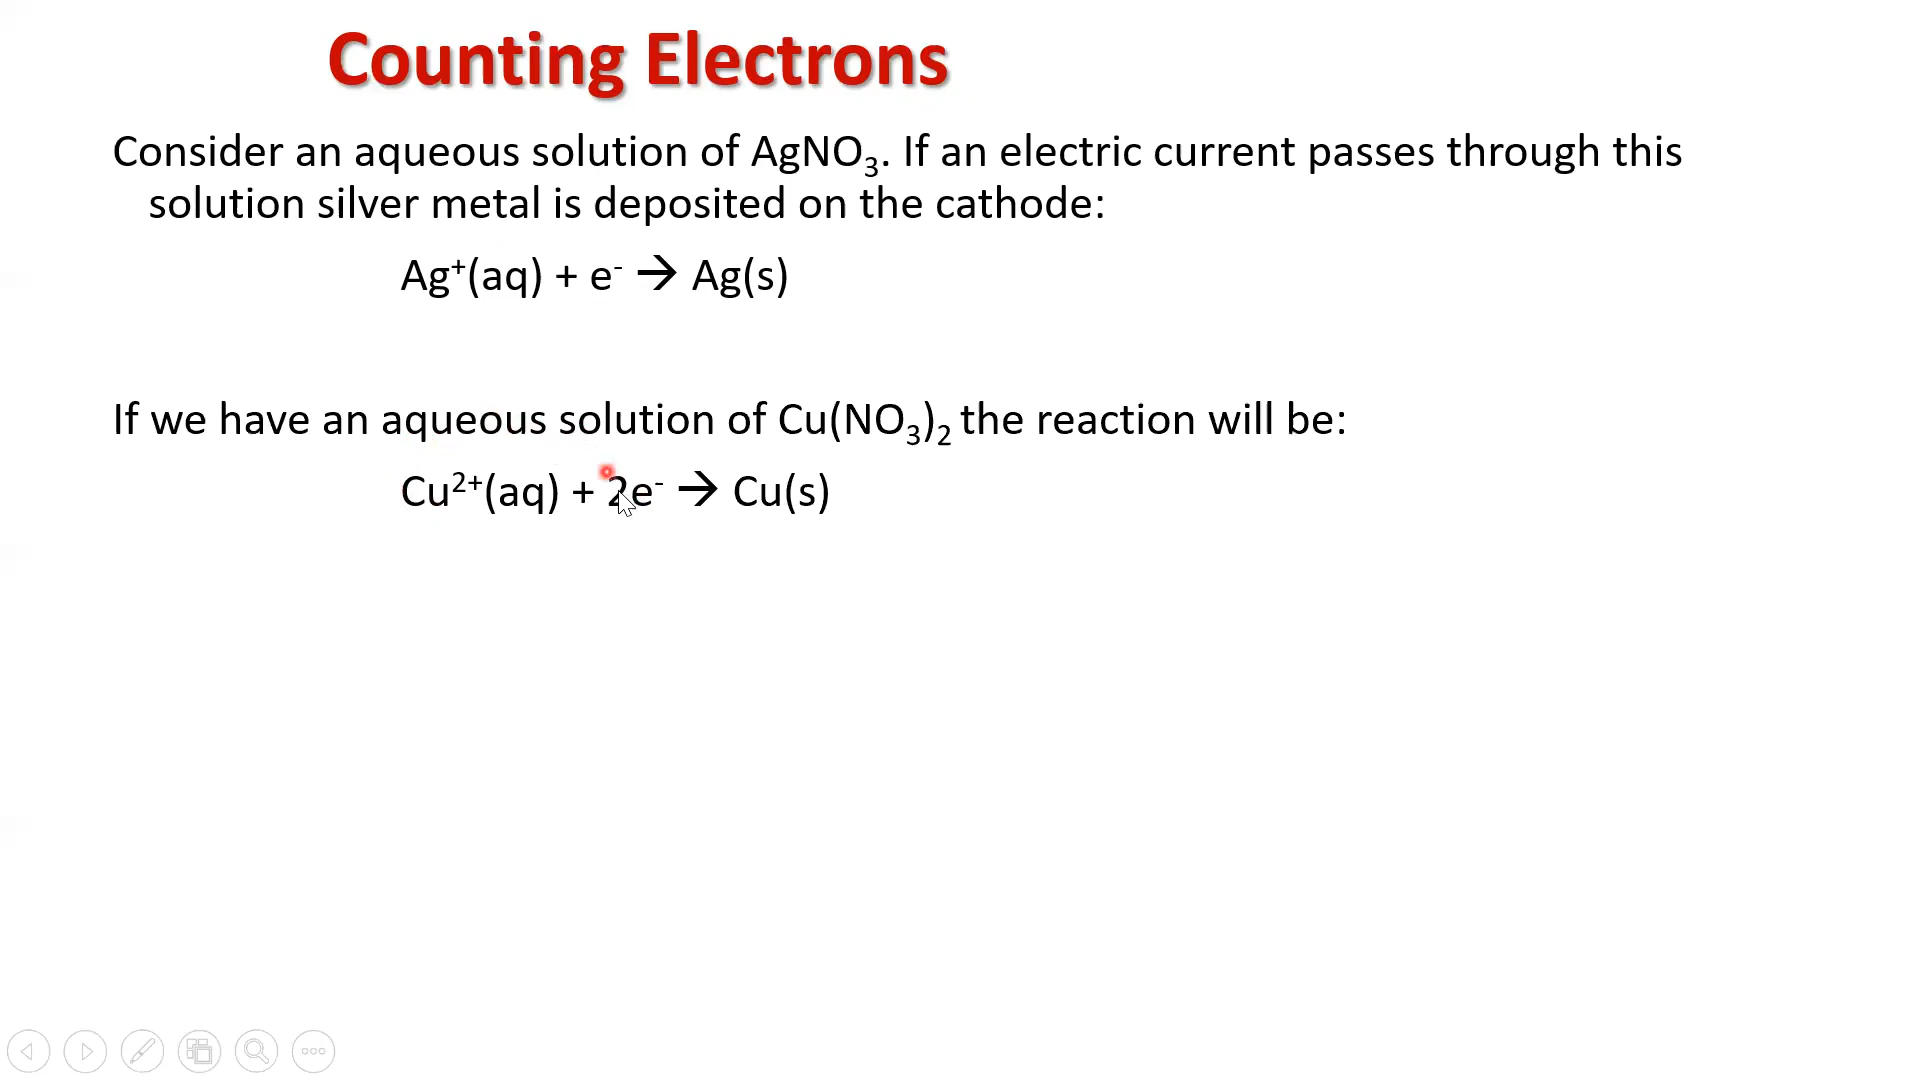 Counting Electrons
Consider an aqueous solution of AgNO₃. If an electric current passes through this
solution silver metal is deposited on the cathode:
Ag⁺(aq) + e⁻ → Ag(s)
If we have an aqueous solution of Cu(NO₃)₂ the reaction will be:
Cu²⁺(aq) + 2e⁻ → Cu(s)